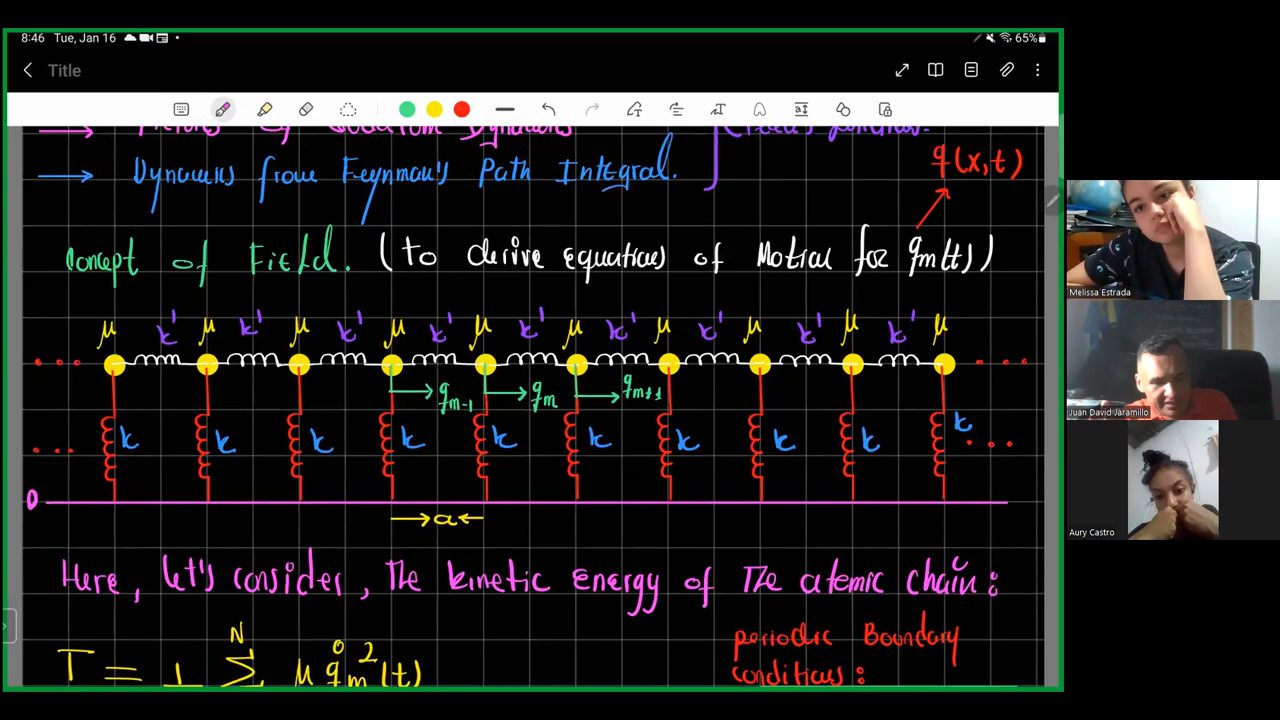 8:46 Tue, Jan 16
65%
Title
Dynamics from Feynman's Path Integral.
q(x,t)
Concept of Field. (To derive equations of Motion for qm(t))
μ k' μ k' μ k' μ k' μ k' μ k' μ k' μ k' μ k' μ
... qm-1 qm qm+1 ...
... k k k k k k k k k k ...
0
a
Here, let's consider, The kinetic energy of The atomic chain:
periodic Boundary
conditions:
N
T = 1 Σ μ q̊m²(t)
Melissa Estrada
Juan David Jaramillo
Aury Castro